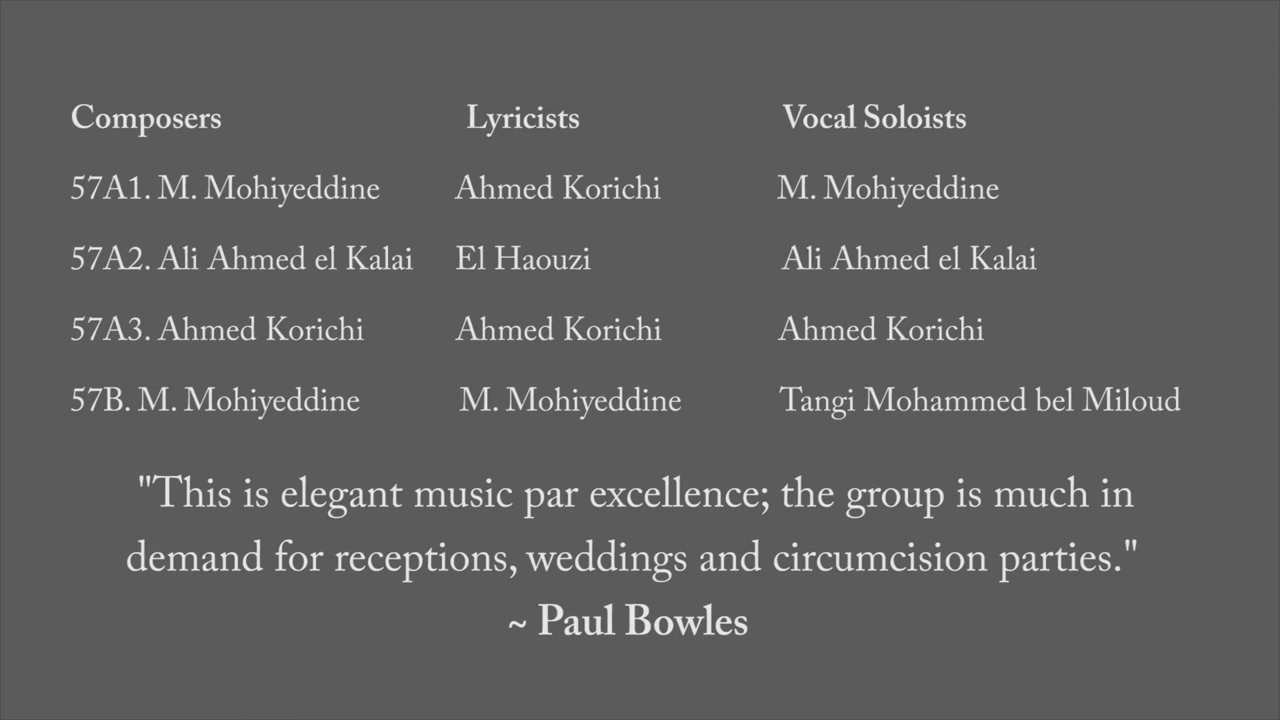 Composers Lyricists Vocal Soloists
57A1. M. Mohiyeddine Ahmed Korichi M. Mohiyeddine
57A2. Ali Ahmed el Kalai El Haouzi Ali Ahmed el Kalai
57A3. Ahmed Korichi Ahmed Korichi Ahmed Korichi
57B. M. Mohiyeddine M. Mohiyeddine Tangi Mohammed bel Miloud
"This is elegant music par excellence; the group is much in
demand for receptions, weddings and circumcision parties."
~ Paul Bowles